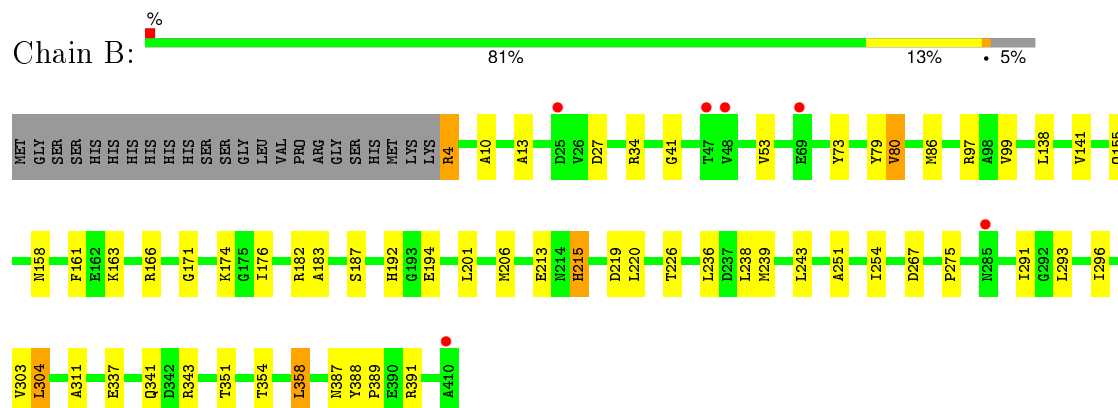 %
Chain B:
81% 13% • 5%
MET GLY SER SER HIS HIS HIS HIS HIS HIS SER SER GLY LEU VAL PRO ARG GLY SER HIS MET LYS LYS R4 A10 A13 D25 V26 D27 R34 G41 T47 V48 V53 E69 Y73 Y79 V80 M86 R97 A98 V99 L138 V141 Q155
N158 F161 E162 K163 R166 G171 K174 G175 I176 R182 A183 S187 H192 G193 E194 L201 M206 E213 N214 H215 D219 L220 T226 L236 D237 L238 M239 L243 A251 I254 D267 P275 N285 I291 G292 L293 I296
V303 L304 A311 E337 Q341 D342 R343 T351 T354 L358 N387 Y388 P389 E390 R391 A410